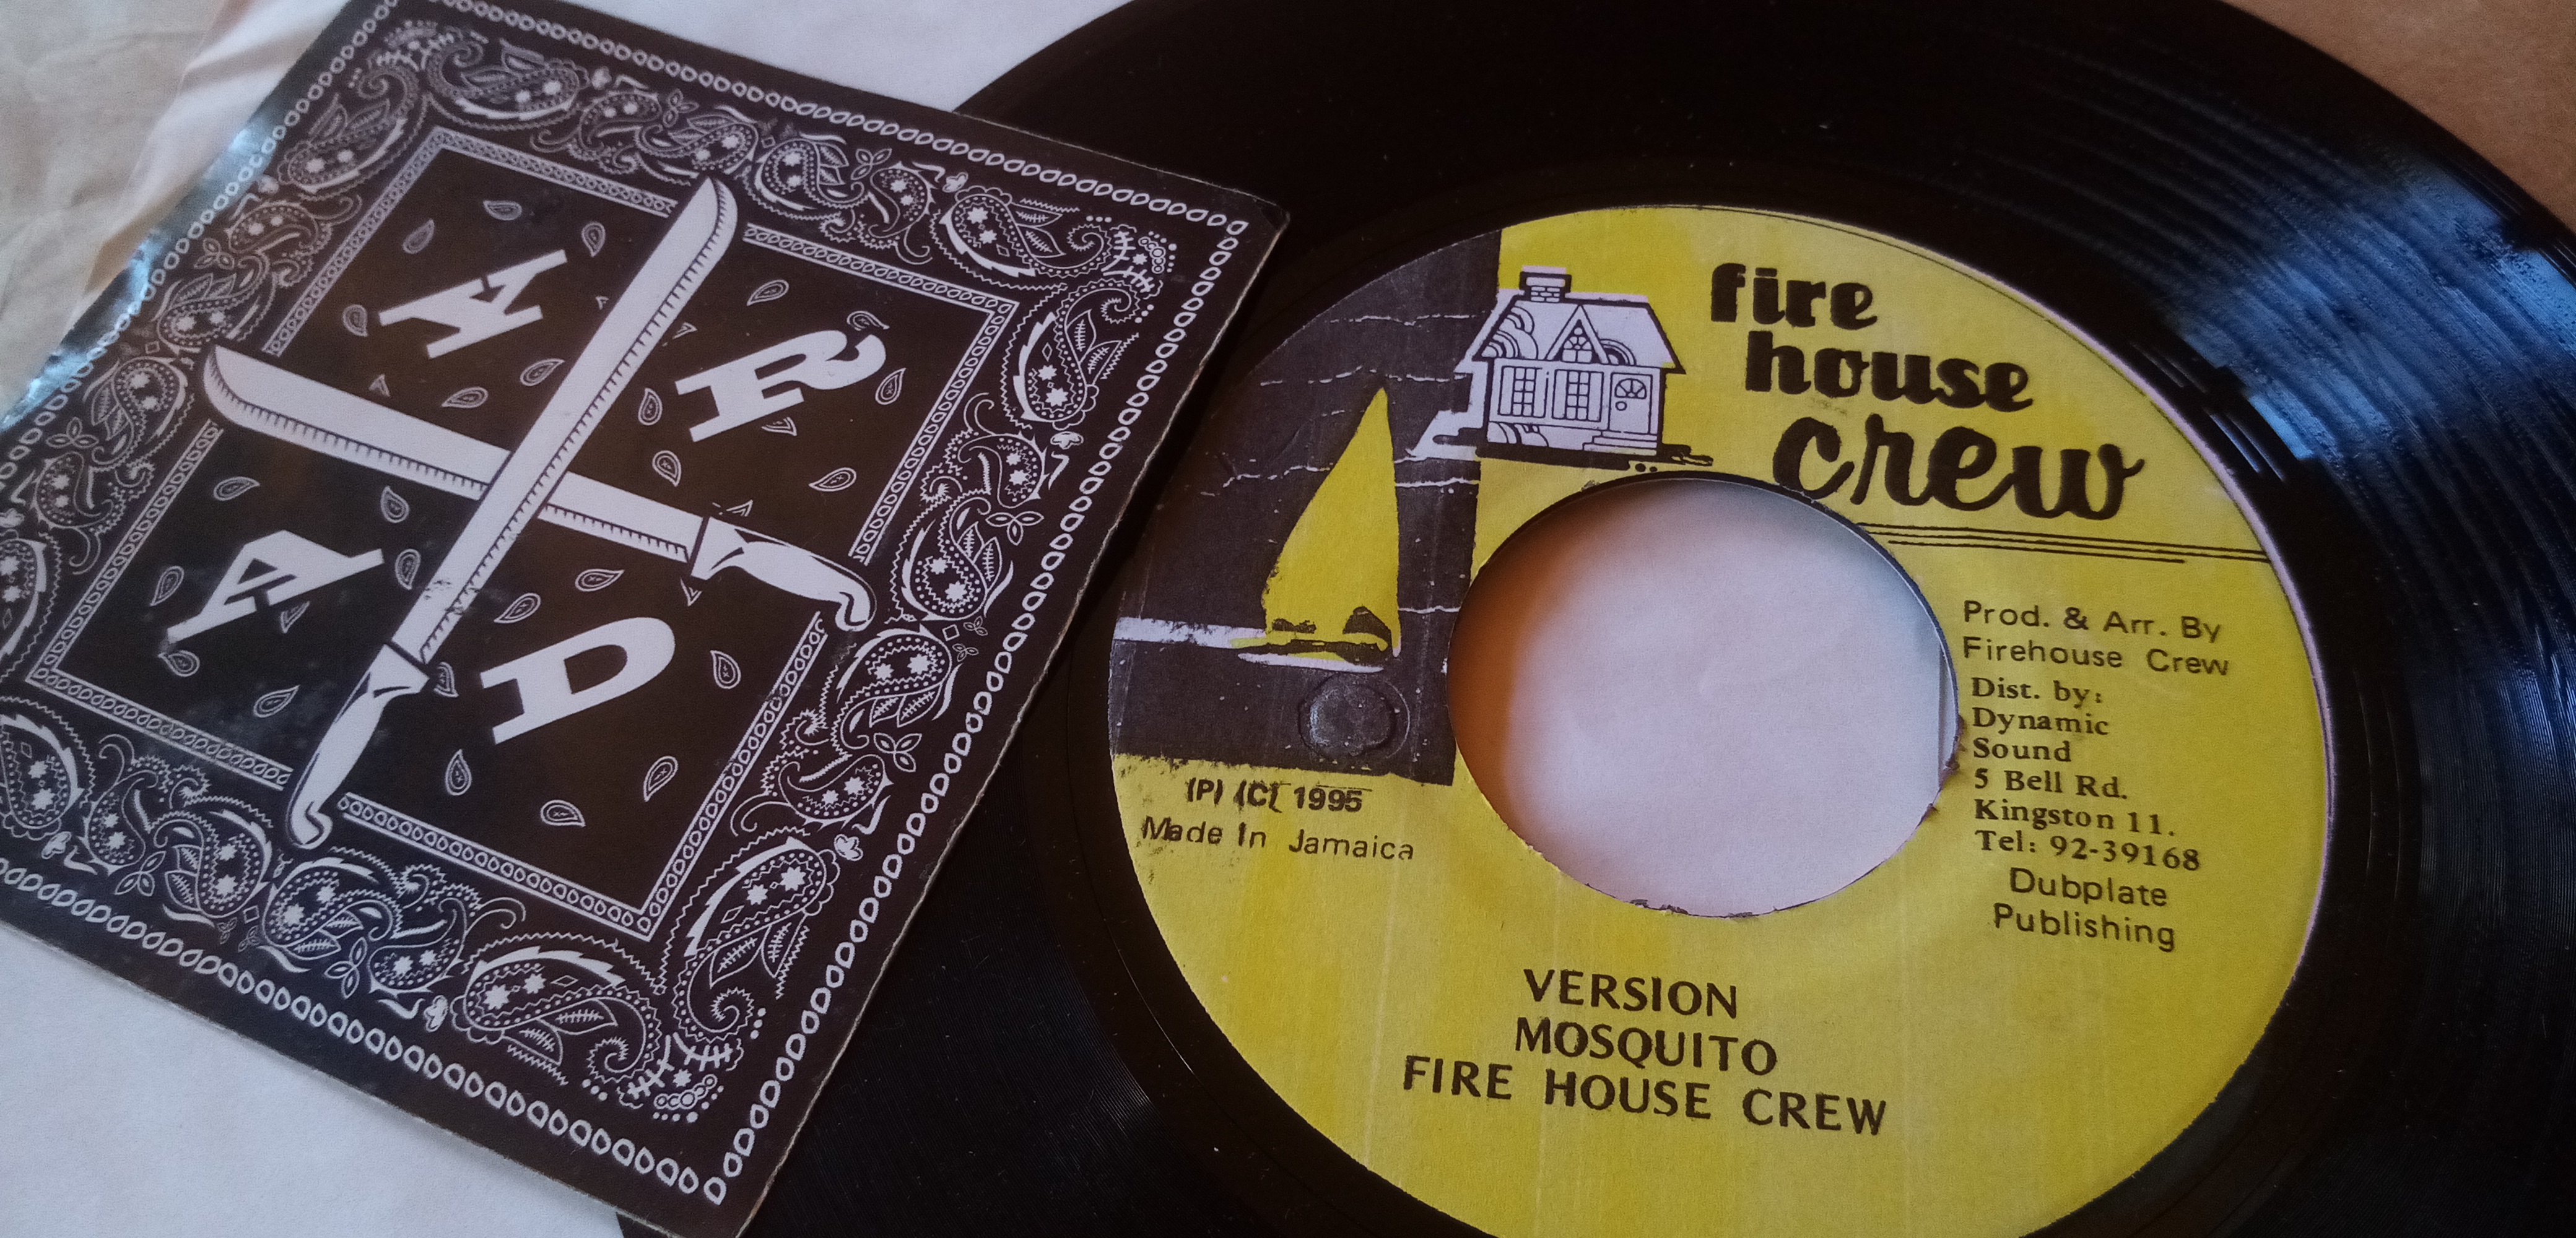 A R
A D
fire
house
crew
Prod. & Arr. By
Firehouse Crew
Dist. by:
Dynamic
Sound
5 Bell Rd.
Kingston 11.
Tel: 92-39168
Dubplate
Publishing
(P) (C) 1995
Made In Jamaica
VERSION
MOSQUITO
FIRE HOUSE CREW